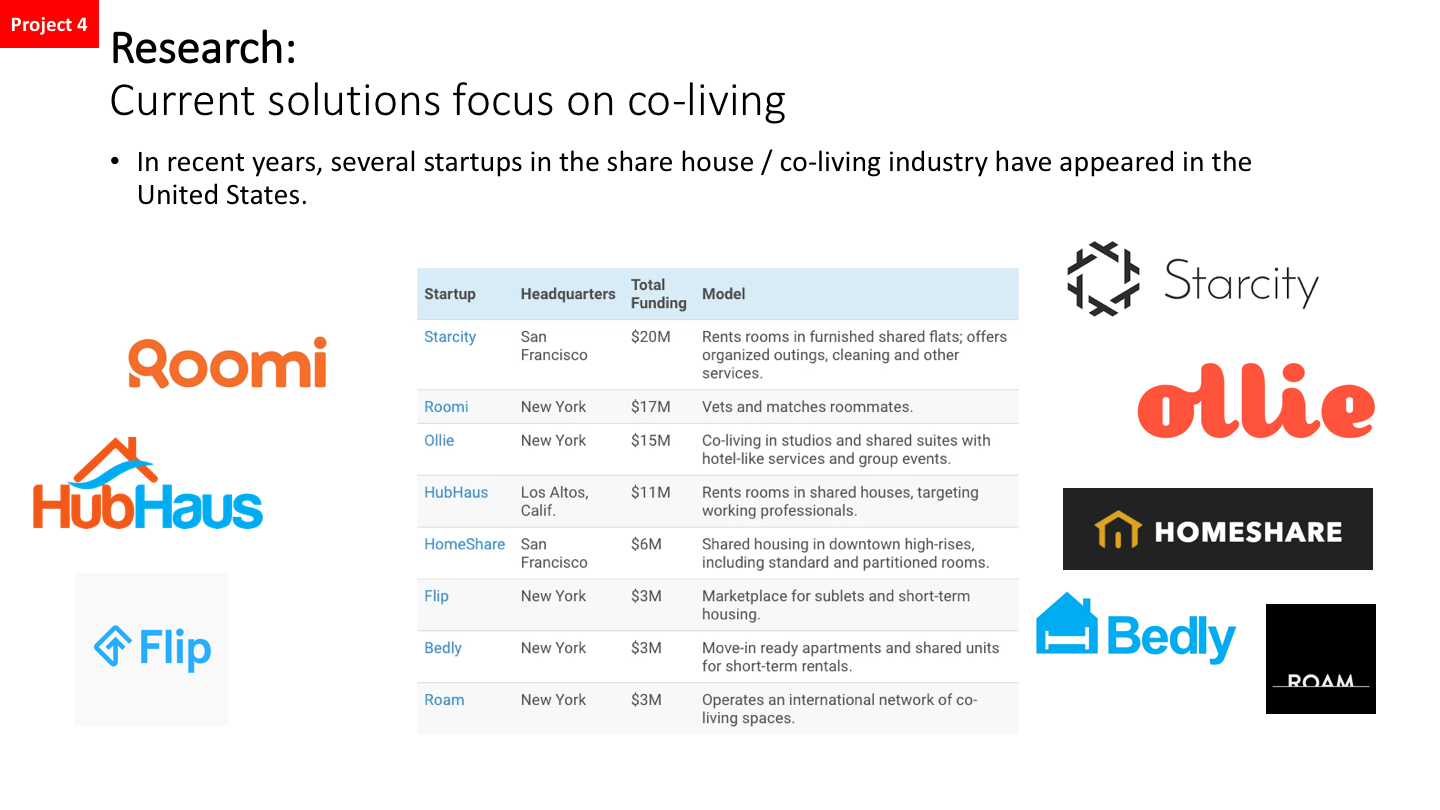 Project 4
Research:
Current solutions focus on co-living
• In recent years, several startups in the share house / co-living industry have appeared in the
United States.
Roomi
HubHaus
Flip
Startup Headquarters Total Funding Model
Starcity San Francisco $20M Rents rooms in furnished shared flats; offers
organized outings, cleaning and other
services.
Roomi New York $17M Vets and matches roommates.
Ollie New York $15M Co-living in studios and shared suites with
hotel-like services and group events.
HubHaus Los Altos, Calif. $11M Rents rooms in shared houses, targeting
working professionals.
HomeShare San Francisco $6M Shared housing in downtown high-rises,
including standard and partitioned rooms.
Flip New York $3M Marketplace for sublets and short-term
housing.
Bedly New York $3M Move-in ready apartments and shared units
for short-term rentals.
Roam New York $3M Operates an international network of co-
living spaces.
Starcity
ollie
HOMESHARE
Bedly
ROAM